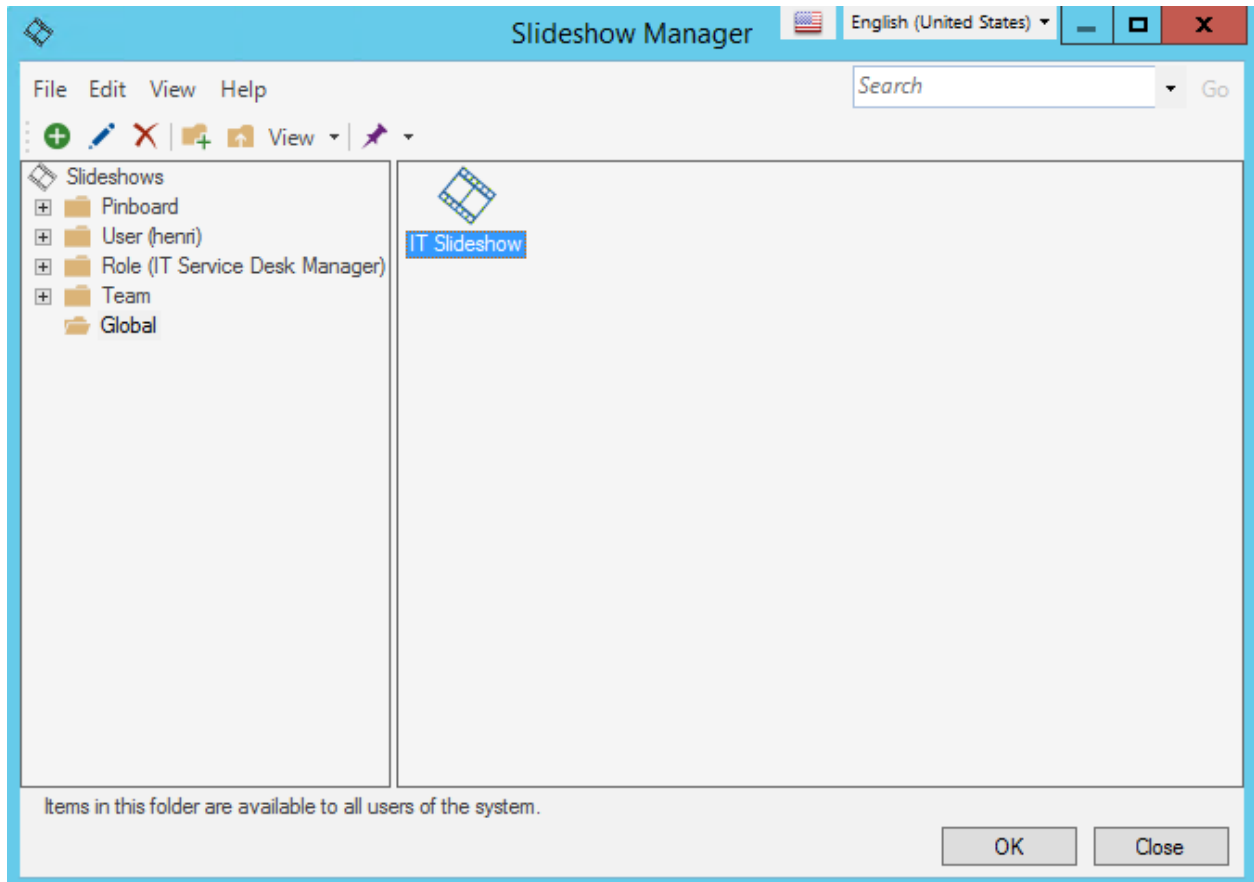 Slideshow Manager
English (United States)
File Edit View Help
Search
Go
View
Slideshows
Pinboard
User (henri)
Role (IT Service Desk Manager)
Team
Global
IT Slideshow
Items in this folder are available to all users of the system.
OK
Close